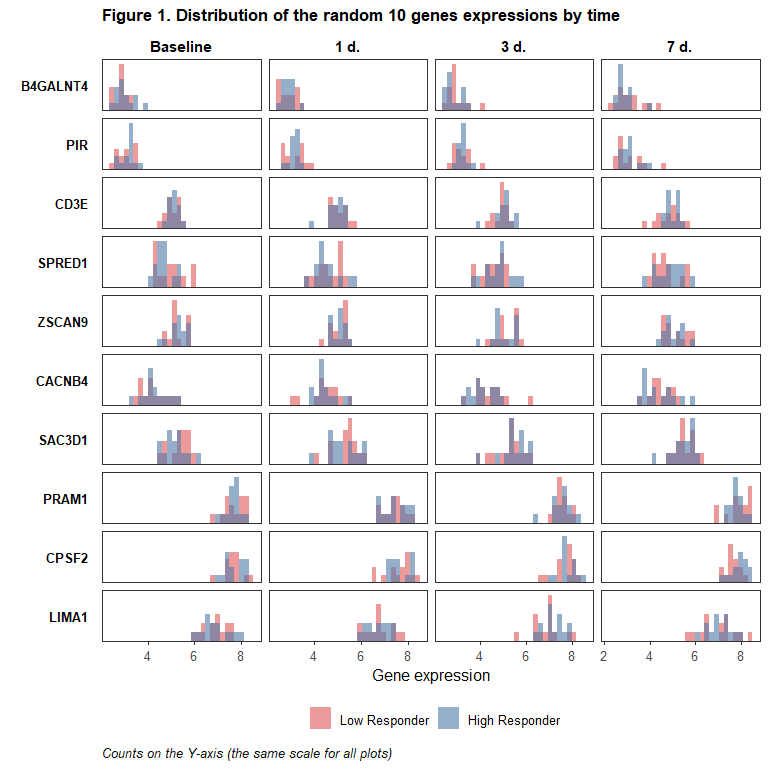 Figure 1. Distribution of the random 10 genes expressions by time
Baseline 1 d. 3 d. 7 d.
B4GALNT4
PIR
CD3E
SPRED1
ZSCAN9
CACNB4
SAC3D1
PRAM1
CPSF2
LIMA1
4 6 8 4 6 8 4 6 8 2 4 6 8
Gene expression
Low Responder High Responder
Counts on the Y-axis (the same scale for all plots)